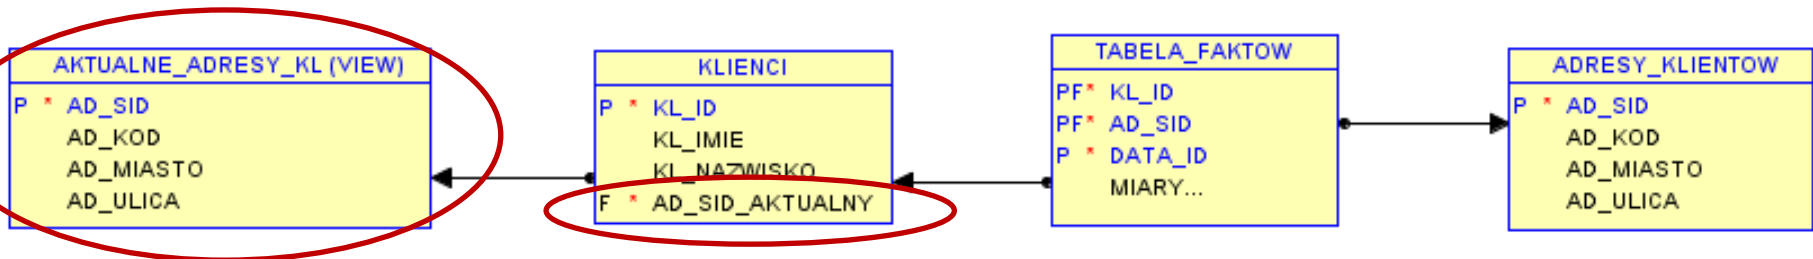 AKTUALNE_ADRESY_KL (VIEW)
P * AD_SID
AD_KOD
AD_MIASTO
AD_ULICA
KLIENCI
P * KL_ID
KL_IMIE
KL_NAZWISKO
F * AD_SID_AKTUALNY
TABELA_FAKTOW
PF* KL_ID
PF* AD_SID
P * DATA_ID
MIARY...
ADRESY_KLIENTOW
P * AD_SID
AD_KOD
AD_MIASTO
AD_ULICA